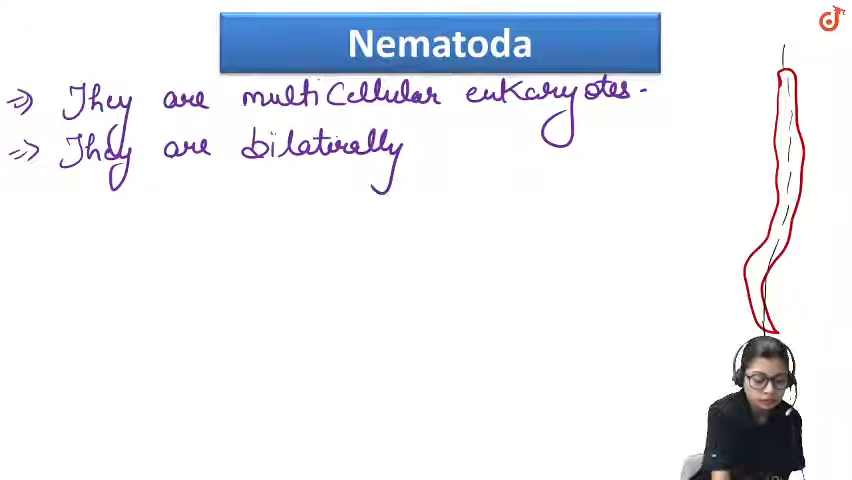 Nematoda
=> They are multicellular eukaryotes.
=> They are bilaterally